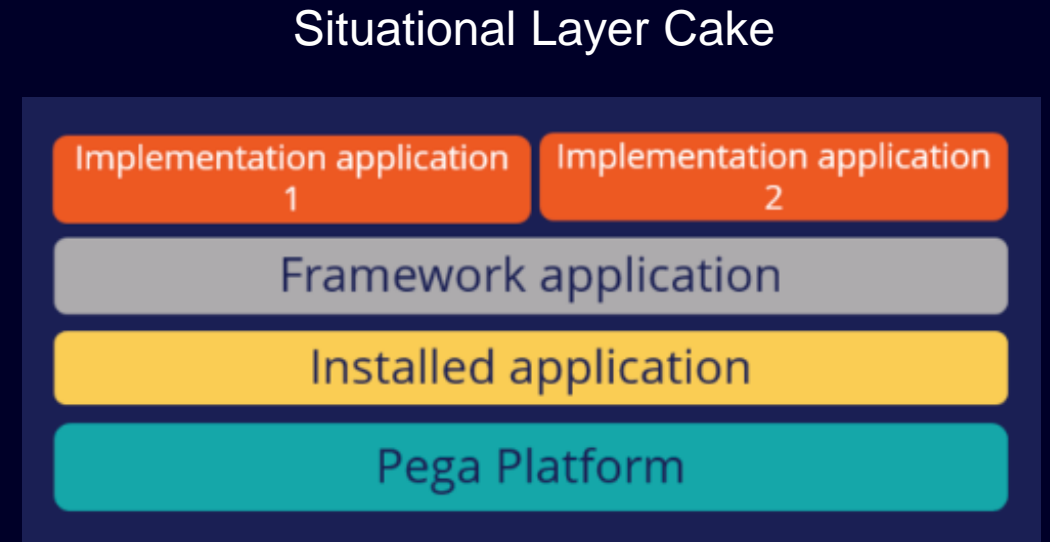 Situational Layer Cake
Implementation application
1
Implementation application
2
Framework application
Installed application
Pega Platform